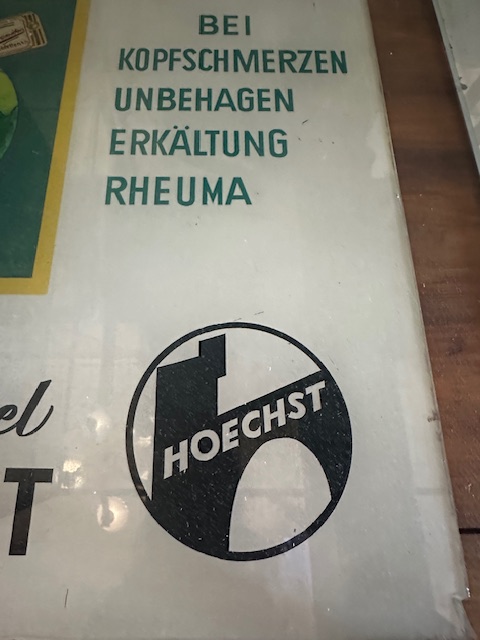 BEI
KOPFSCHMERZEN
UNBEHAGEN
ERKÄLTUNG
RHEUMA
HOECHST